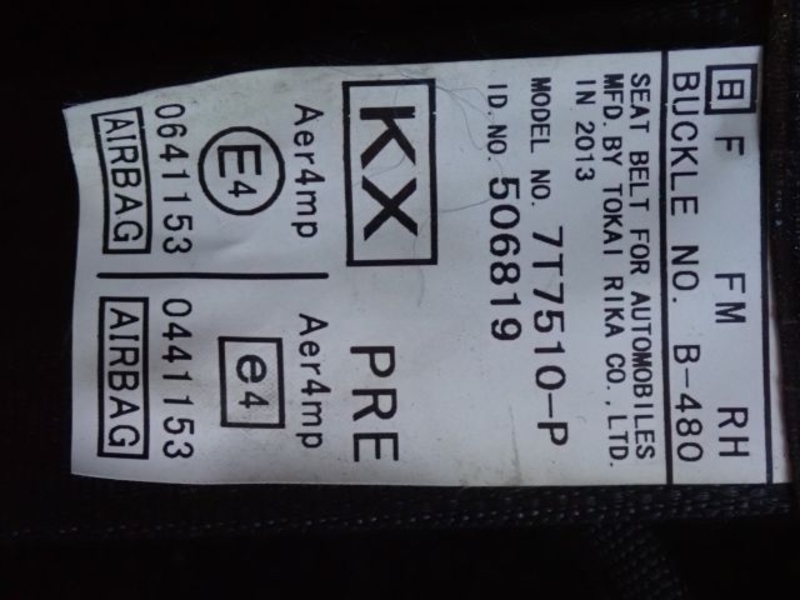 B F FM RH
BUCKLE NO. B-480
SEAT BELT FOR AUTOMOBILES
MFD. BY TOKAI RIKA CO., LTD.
IN 2013
MODEL NO. 7T7510-P
ID. NO. 506819
KX PRE
Aer4mp Aer4mp
E4 e4
0641153 0441153
AIRBAG AIRBAG